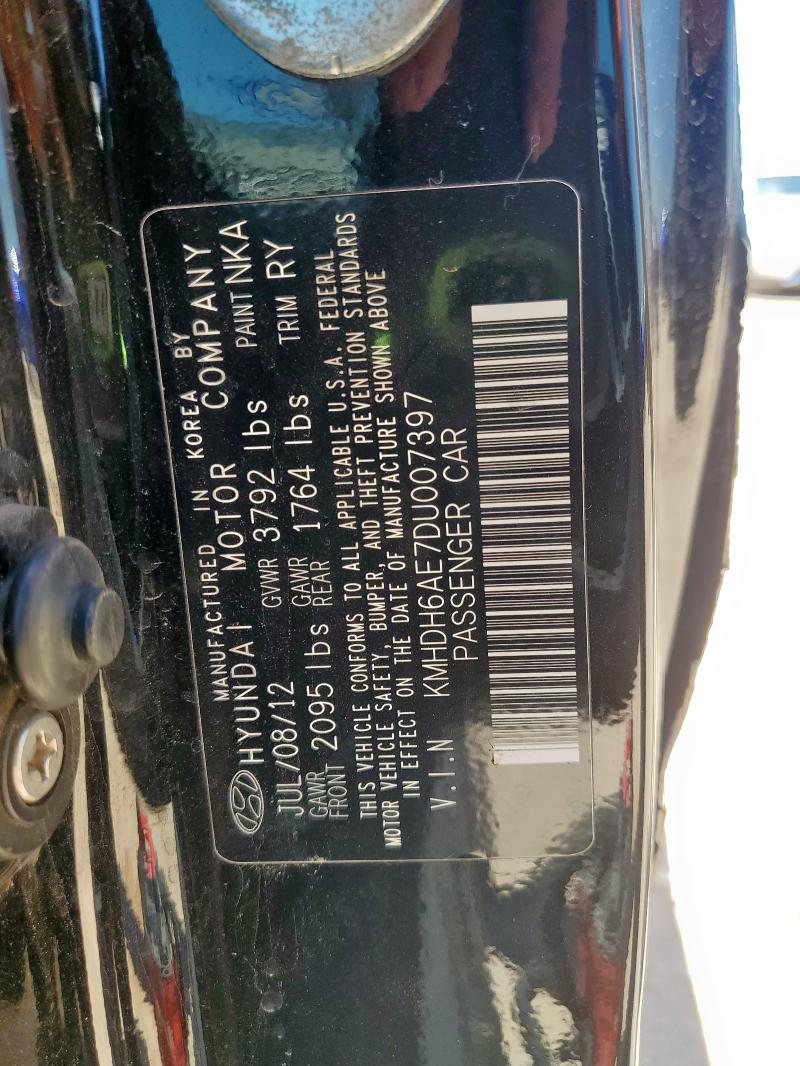 MANUFACTURED IN KOREA BY
HYUNDAI MOTOR COMPANY
JUL/08/12 GVWR 3792 lbs PAINT NKA
GAWR FRONT 2095 lbs GAWR REAR 1764 lbs TRIM RY
THIS VEHICLE CONFORMS TO ALL APPLICABLE U.S.A. FEDERAL
MOTOR VEHICLE SAFETY, BUMPER, AND THEFT PREVENTION STANDARDS
IN EFFECT ON THE DATE OF MANUFACTURE SHOWN ABOVE
V.I.N KMHDH6AE7DU007397
PASSENGER CAR